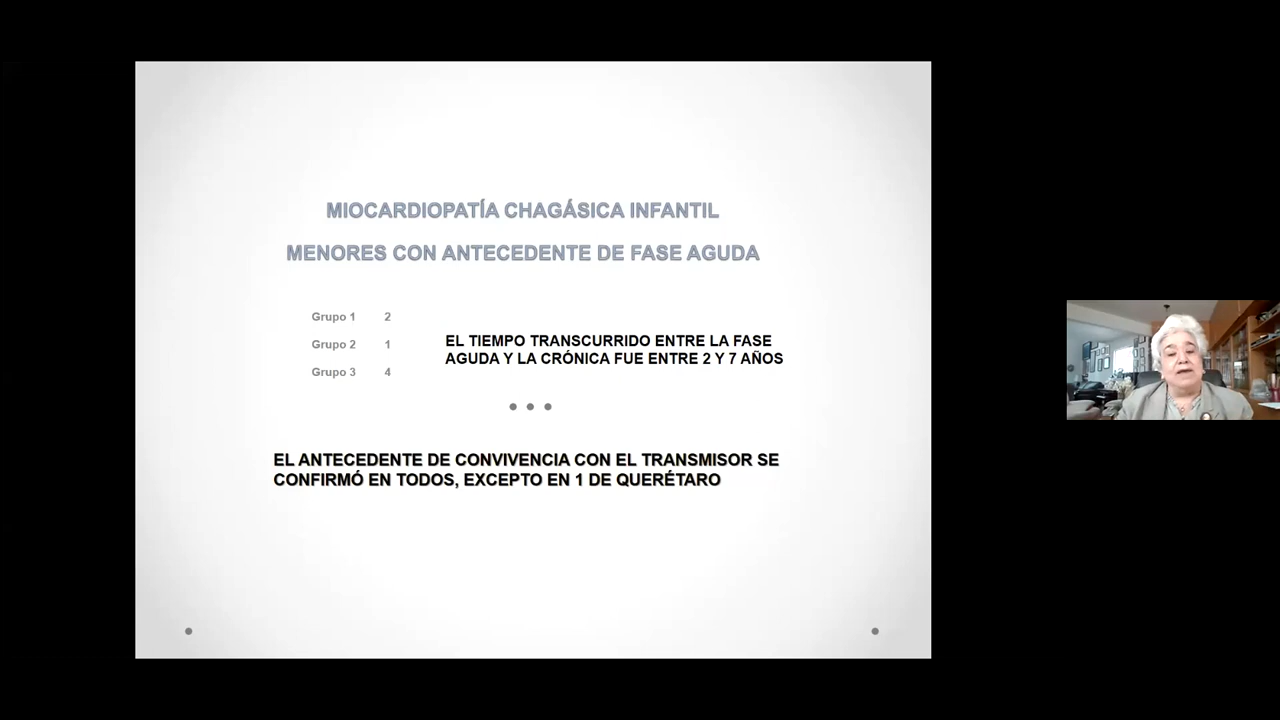 MIOCARDIOPATÍA CHAGÁSICA INFANTIL
MENORES CON ANTECEDENTE DE FASE AGUDA
Grupo 1 2
Grupo 2 1
Grupo 3 4
EL TIEMPO TRANSCURRIDO ENTRE LA FASE
AGUDA Y LA CRÓNICA FUE ENTRE 2 Y 7 AÑOS
EL ANTECEDENTE DE CONVIVENCIA CON EL TRANSMISOR SE
CONFIRMÓ EN TODOS, EXCEPTO EN 1 DE QUERÉTARO